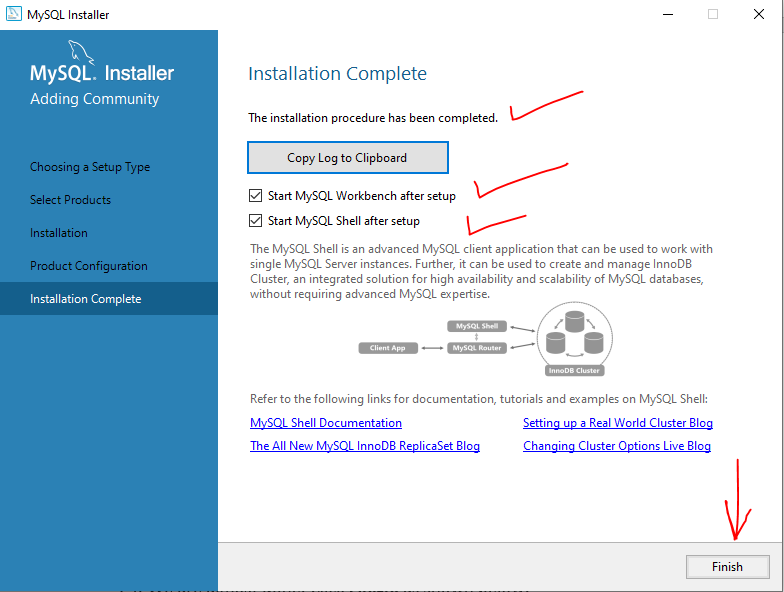 MySQL Installer
MySQL. Installer
Adding Community
Choosing a Setup Type
Select Products
Installation
Product Configuration
Installation Complete
Installation Complete
The installation procedure has been completed.
Copy Log to Clipboard
Start MySQL Workbench after setup
Start MySQL Shell after setup
The MySQL Shell is an advanced MySQL client application that can be used to work with
single MySQL Server instances. Further, it can be used to create and manage InnoDB
Cluster, an integrated solution for high availability and scalability of MySQL databases,
without requiring advanced MySQL expertise.
MySQL Shell
Client App
MySQL Router
InnoDB Cluster
Refer to the following links for documentation, tutorials and examples on MySQL Shell:
MySQL Shell Documentation
Setting up a Real World Cluster Blog
The All New MySQL InnoDB ReplicaSet Blog
Changing Cluster Options Live Blog
Finish